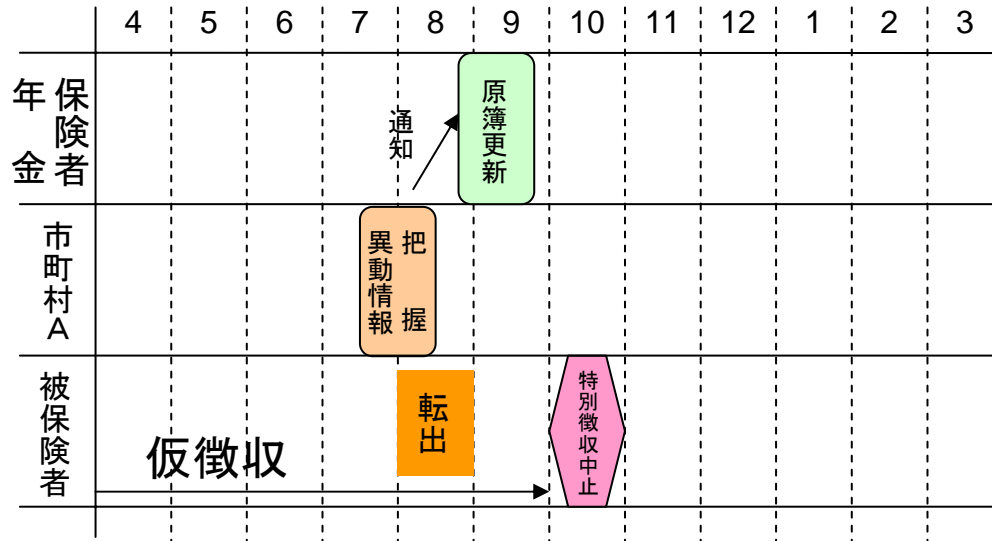 4 5 6 7 8 9 10 11 12 1 2 3
年金
保険者
通知
原簿更新
市町村A
異動情報
把握
被保険者
仮徴収
転出
特別徴収中止